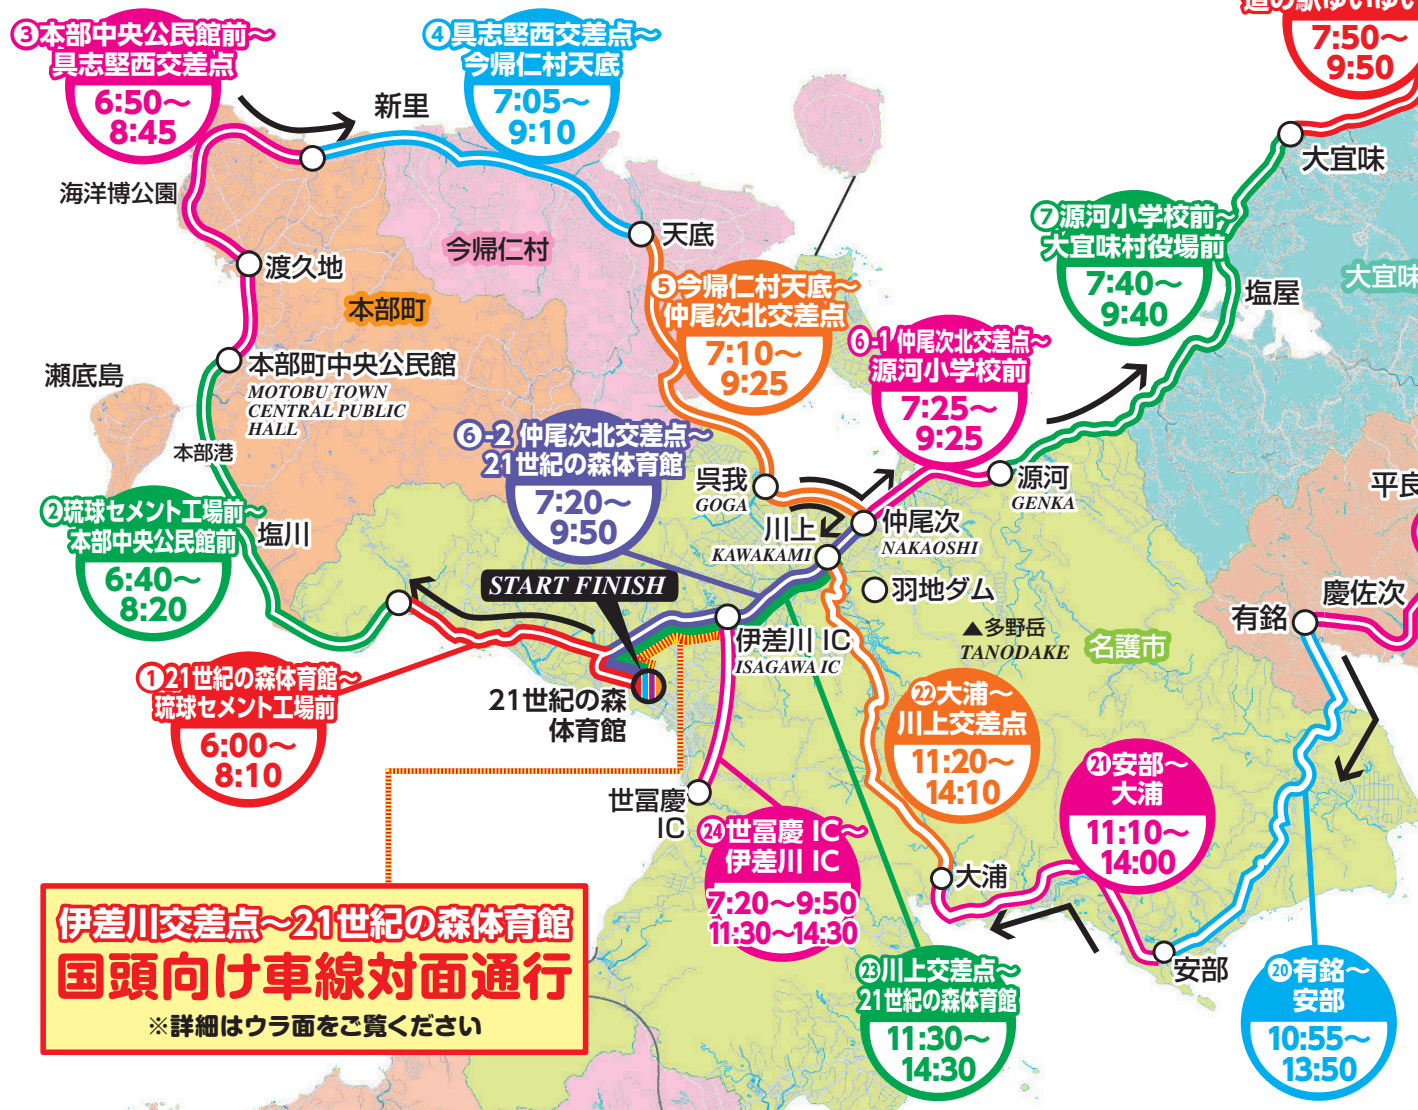 ③本部中央公民館前～
具志堅西交差点
6:50～
8:45
④具志堅西交差点～
今帰仁村天底
7:05～
9:10
道の駅ゆいゆい
7:50～
9:50
新里
海洋博公園
渡久地
今帰仁村
本部町
天底
大宜味
⑦源河小学校前～
大宜味村役場前
7:40～
9:40
大宜味
塩屋
⑤今帰仁村天底～
仲尾次北交差点
7:10～
9:25
⑥-1 仲尾次北交差点～
源河小学校前
7:25～
9:25
瀬底島
本部町中央公民館
MOTOBU TOWN
CENTRAL PUBLIC
HALL
本部港
⑥-2 仲尾次北交差点～
21世紀の森体育館
7:20～
9:50
呉我
GOGA
源河
GENKA
平良
②琉球セメント工場前～
本部中央公民館前
6:40～
8:20
塩川
川上
KAWAKAMI
仲尾次
NAKAOSHI
START FINISH
羽地ダム
▲多野岳
TANODAKE
名護市
有銘
慶佐次
伊差川 IC
ISAGAWA IC
①21世紀の森体育館～
琉球セメント工場前
6:00～
8:10
21世紀の森
体育館
㉒大浦～
川上交差点
11:20～
14:10
㉑安部～
大浦
11:10～
14:00
世冨慶
IC
㉔世冨慶 IC～
伊差川 IC
7:20～9:50
11:30～14:30
大浦
安部
伊差川交差点～21世紀の森体育館
国頭向け車線対面通行
※詳細はウラ面をご覧ください
㉓川上交差点～
21世紀の森体育館
11:30～
14:30
⑳有銘～
安部
10:55～
13:50